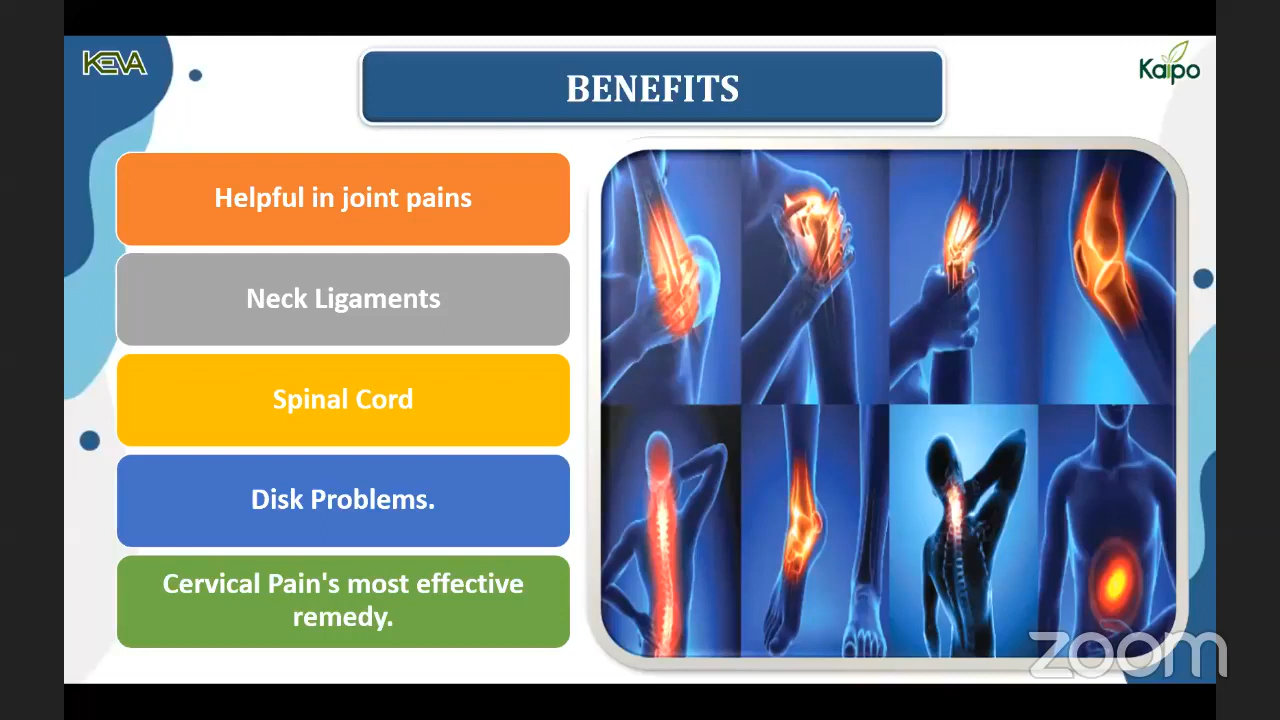 KEVA
BENEFITS
Kaipo
Helpful in joint pains
Neck Ligaments
Spinal Cord
Disk Problems.
Cervical Pain's most effective
remedy.
zoom